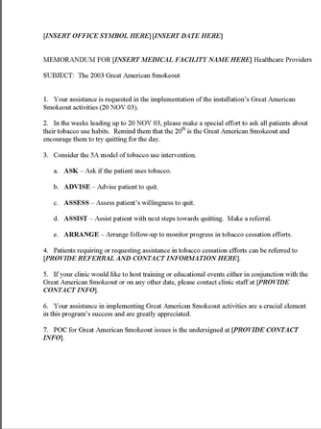 [INSERT OFFICE SYMBOL HERE] [INSERT DATE HERE]
MEMORANDUM FOR [INSERT MEDICAL FACILITY NAME HERE] Healthcare Providers
SUBJECT: The 2003 Great American Smokeout
1. Your assistance is requested in the implementation of the installation's Great American
Smokeout activities (20 NOV 03).
2. In the weeks leading up to 20 NOV 03, please make a special effort to ask all patients about
their tobacco use habits. Remind them that the 20th is the Great American Smokeout and
encourage them to try quitting for the day.
3. Consider the 5A model of tobacco use intervention.
a. ASK – Ask if the patient uses tobacco.
b. ADVISE – Advise patient to quit.
c. ASSESS – Assess patient's willingness to quit.
d. ASSIST – Assist patient with next steps towards quitting. Make a referral.
e. ARRANGE – Arrange follow-up to monitor progress in tobacco cessation efforts.
4. Patients requiring or requesting assistance in tobacco cessation efforts can be referred to
[PROVIDE REFERRAL AND CONTACT INFORMATION HERE].
5. If your clinic would like to host training or educational events either in conjunction with the
Great American Smokeout or on any other date, please contact clinic staff at [PROVIDE
CONTACT INFO].
6. Your assistance in implementing Great American Smokeout activities are a crucial element
in this program's success and are greatly appreciated.
7. POC for Great American Smokeout issues is the undersigned at [PROVIDE CONTACT
INFO].